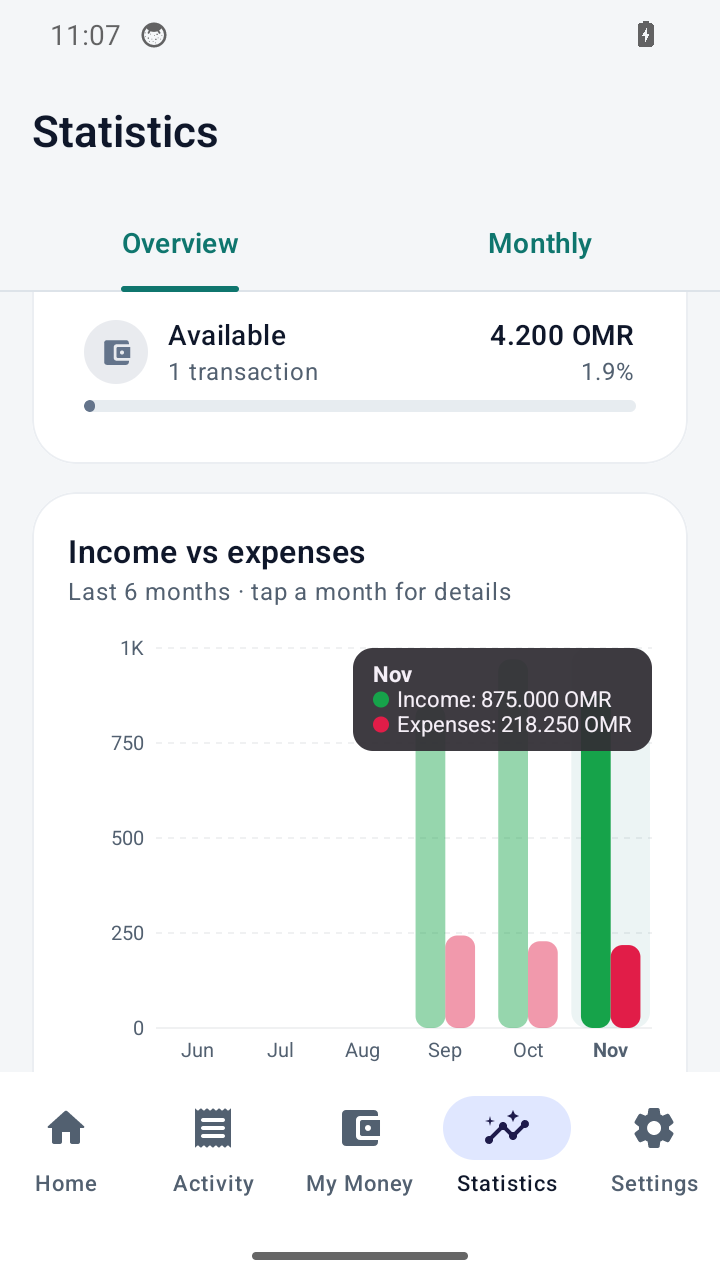 11:07
Statistics
Overview
Monthly
Available
4.200 OMR
1 transaction
1.9%
Income vs expenses
Last 6 months · tap a month for details
1K
750
500
250
0
Nov
Income: 875.000 OMR
Expenses: 218.250 OMR
Jun
Jul
Aug
Sep
Oct
Nov
Home
Activity
My Money
Statistics
Settings